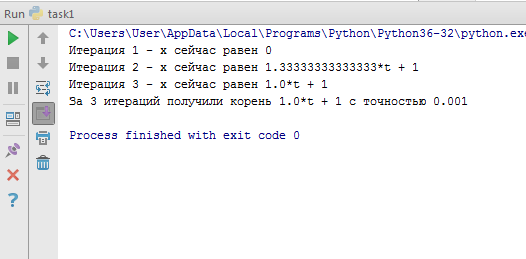 Run task1
C:\Users\User\AppData\Local\Programs\Python\Python36-32\python.exe
Итерация 1 - x сейчас равен 0
Итерация 2 - x сейчас равен 1.33333333333333*t + 1
Итерация 3 - x сейчас равен 1.0*t + 1
За 3 итераций получили корень 1.0*t + 1 с точностью 0.001
Process finished with exit code 0